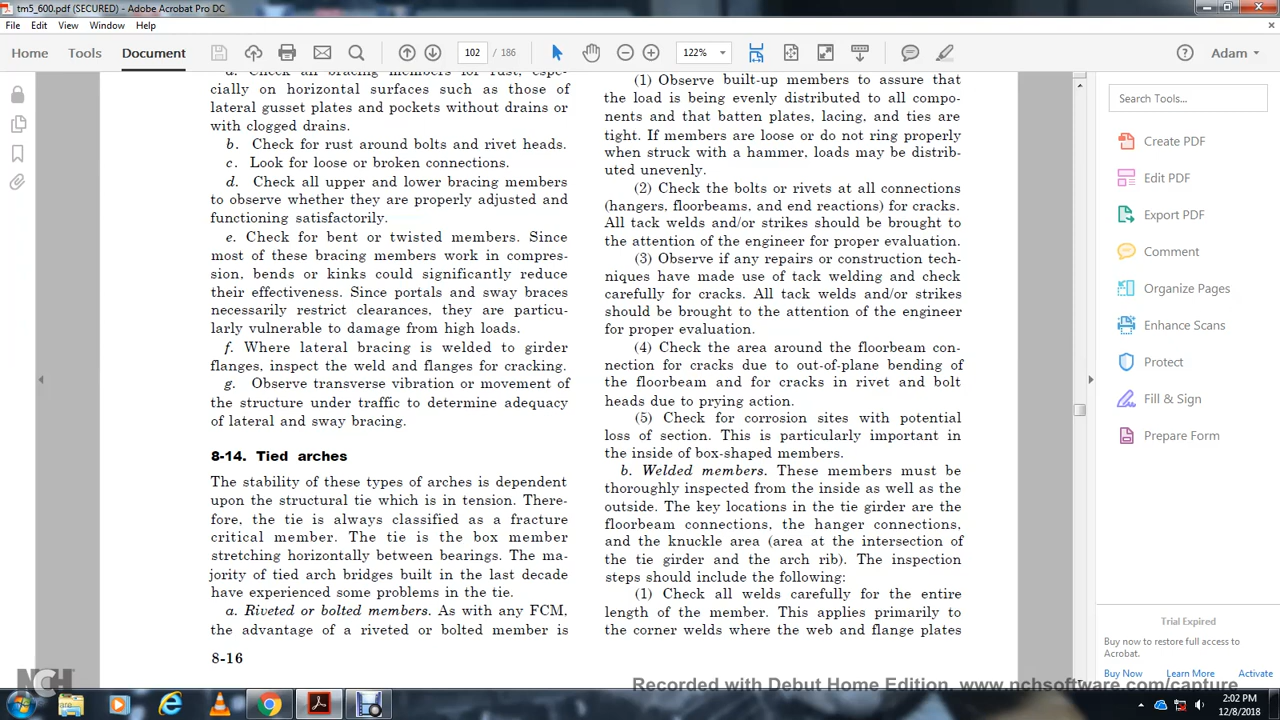 tm5_600.pdf (SECURED) - Adobe Acrobat Pro DC
File Edit View Window Help
Home Tools Document 102 / 186 122% Adam
cially on horizontal surfaces such as those of
lateral gusset plates and pockets without drains or
with clogged drains.
b. Check for rust around bolts and rivet heads.
c. Look for loose or broken connections.
d. Check all upper and lower bracing members
to observe whether they are properly adjusted and
functioning satisfactorily.
e. Check for bent or twisted members. Since
most of these bracing members work in compres-
sion, bends or kinks could significantly reduce
their effectiveness. Since portals and sway braces
necessarily restrict clearances, they are particu-
larly vulnerable to damage from high loads.
f. Where lateral bracing is welded to girder
flanges, inspect the weld and flanges for cracking.
g. Observe transverse vibration or movement of
the structure under traffic to determine adequacy
of lateral and sway bracing.
8-14. Tied arches
The stability of these types of arches is dependent
upon the structural tie which is in tension. There-
fore, the tie is always classified as a fracture
critical member. The tie is the box member
stretching horizontally between bearings. The ma-
jority of tied arch bridges built in the last decade
have experienced some problems in the tie.
a. Riveted or bolted members. As with any FCM,
the advantage of a riveted or bolted member is
8-16
(1) Observe built-up members to assure that
the load is being evenly distributed to all compo-
nents and that batten plates, lacing, and ties are
tight. If members are loose or do not ring properly
when struck with a hammer, loads may be distrib-
uted unevenly.
(2) Check the bolts or rivets at all connections
(hangers, floorbeams, and end reactions) for cracks.
All tack welds and/or strikes should be brought to
the attention of the engineer for proper evaluation.
(3) Observe if any repairs or construction tech-
niques have made use of tack welding and check
carefully for cracks. All tack welds and/or strikes
should be brought to the attention of the engineer
for proper evaluation.
(4) Check the area around the floorbeam con-
nection for cracks due to out-of-plane bending of
the floorbeam and for cracks in rivet and bolt
heads due to prying action.
(5) Check for corrosion sites with potential
loss of section. This is particularly important in
the inside of box-shaped members.
b. Welded members. These members must be
thoroughly inspected from the inside as well as the
outside. The key locations in the tie girder are the
floorbeam connections, the hanger connections,
and the knuckle area (area at the intersection of
the tie girder and the arch rib). The inspection
steps should include the following:
(1) Check all welds carefully for the entire
length of the member. This applies primarily to
the corner welds where the web and flange plates
Search Tools...
Create PDF
Edit PDF
Export PDF
Comment
Organize Pages
Enhance Scans
Protect
Fill & Sign
Prepare Form
Trial Expired
Buy now to restore full access to
Acrobat.
Buy Now Learn More Activate
NCH
Recorded with Debut Home Edition. www.nchsoftware.com/capture
2:02 PM
12/8/2018